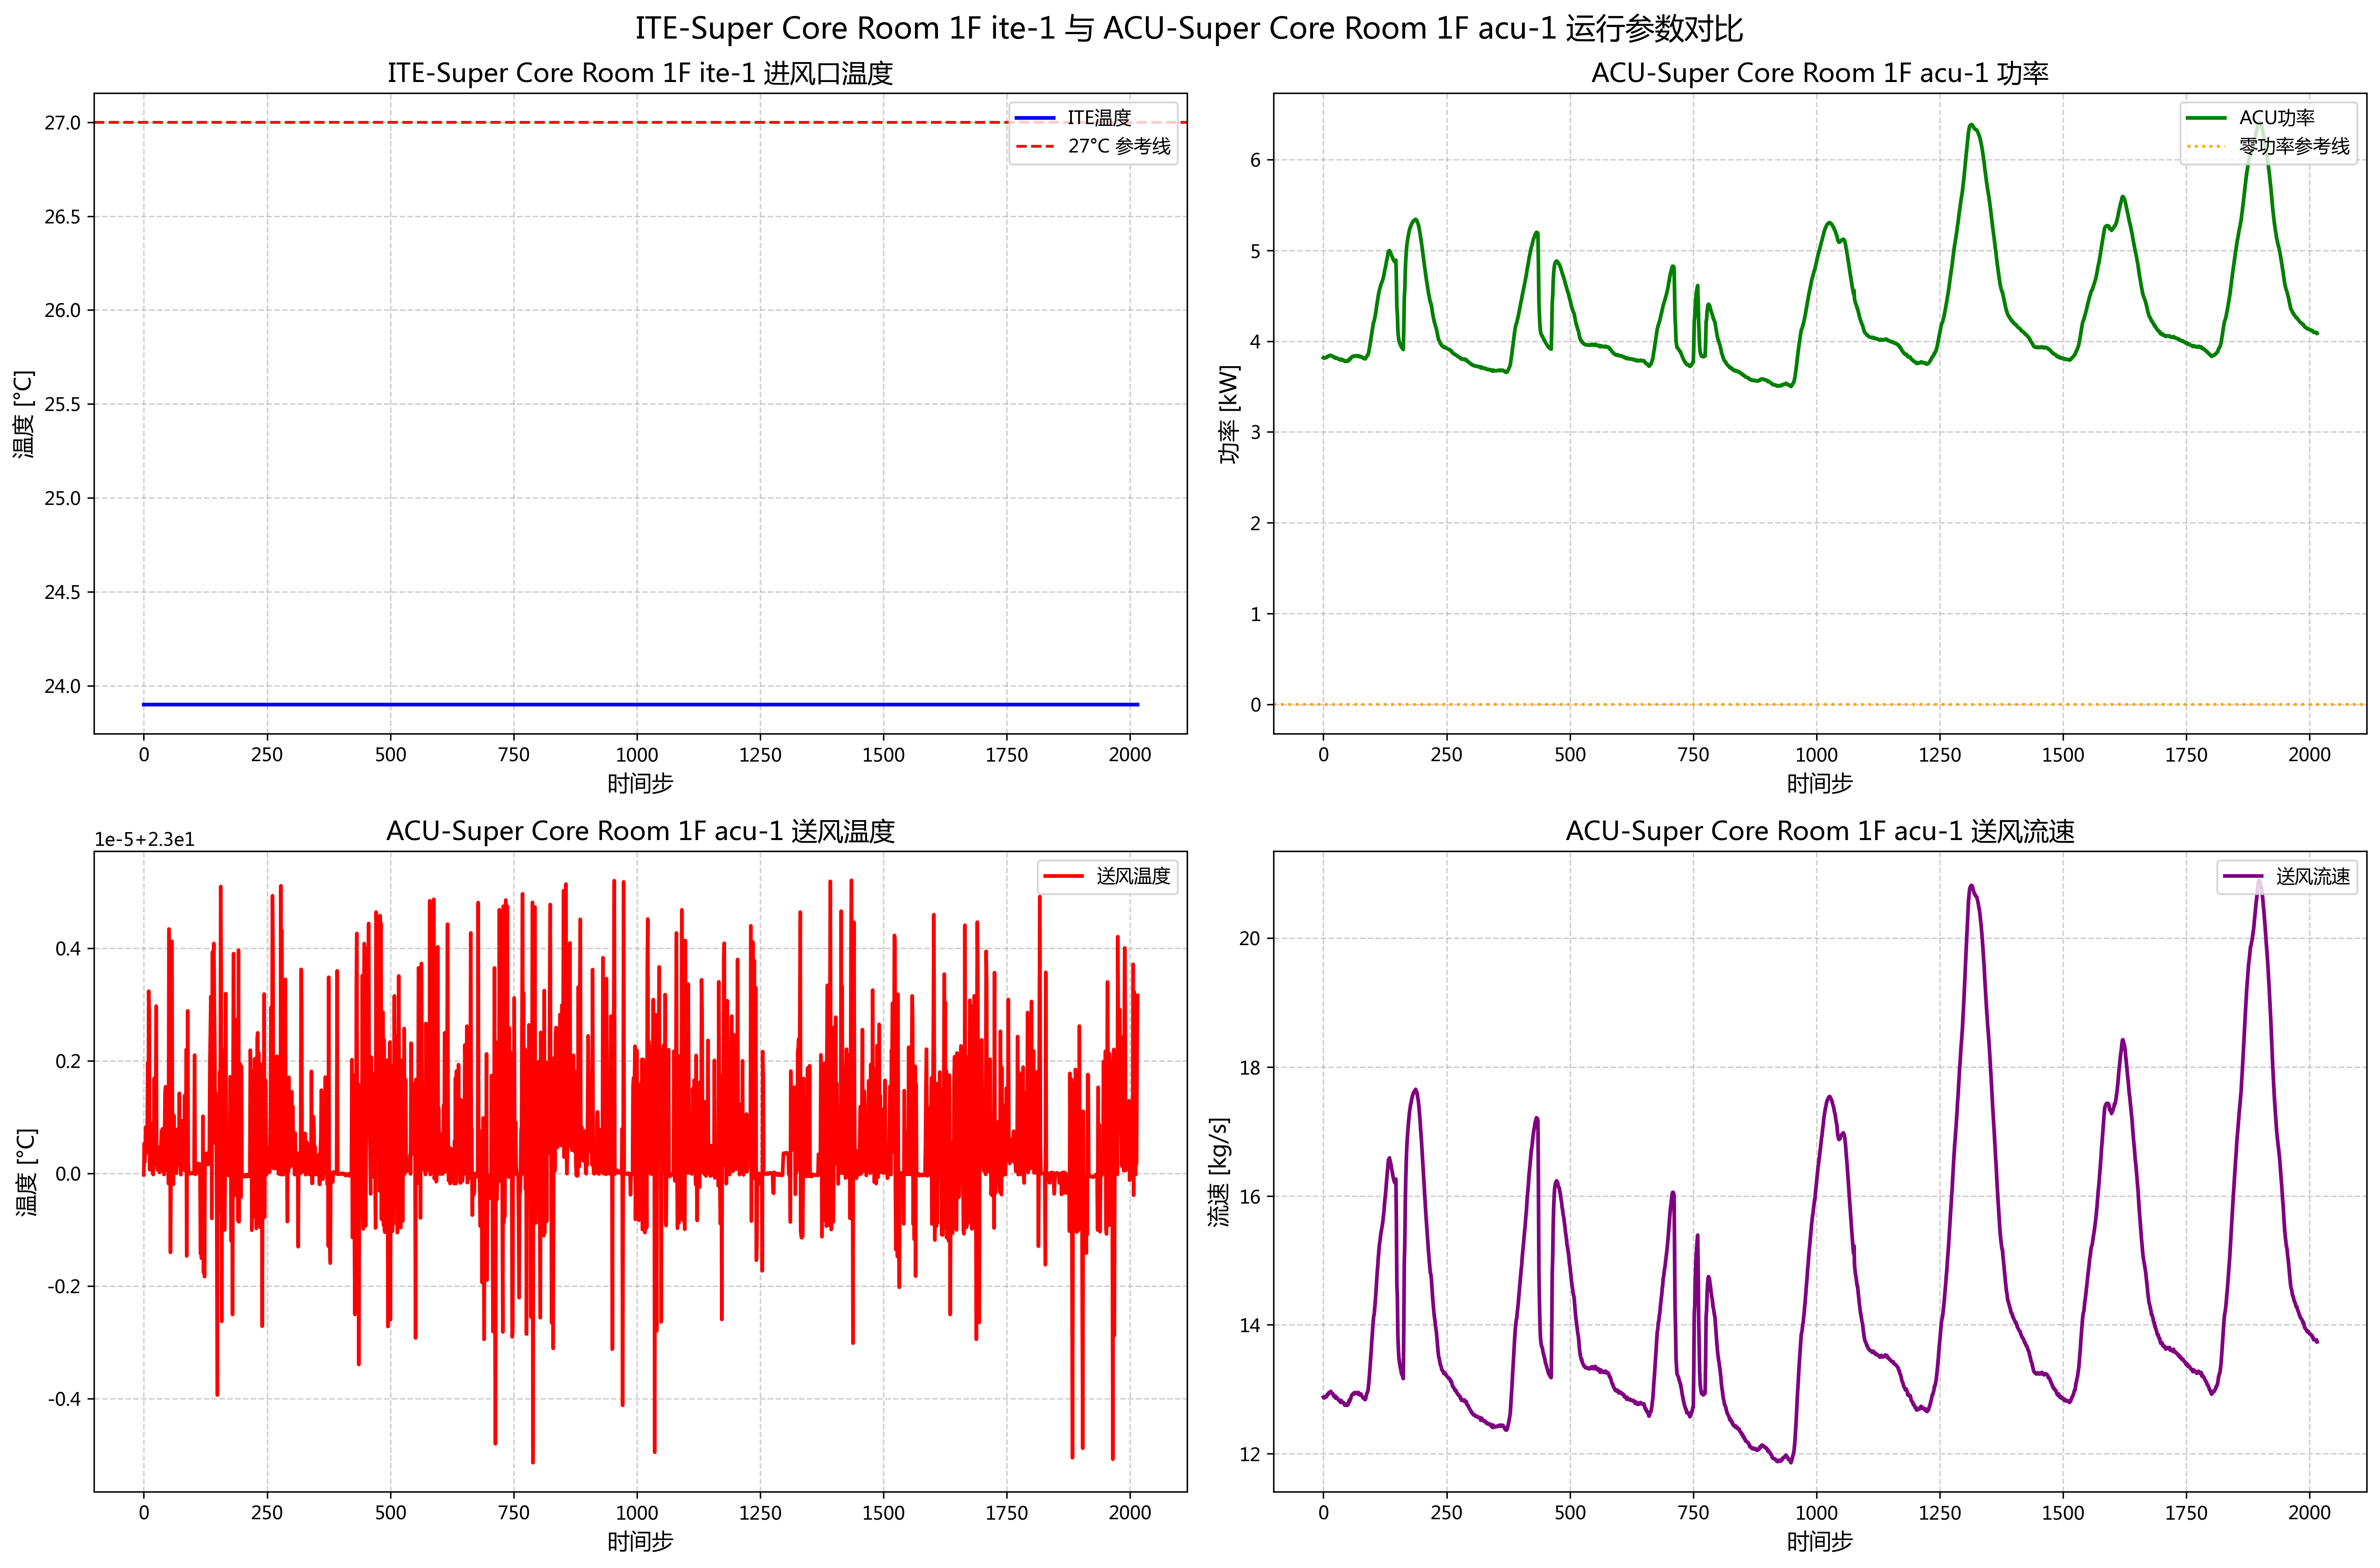 ITE-Super Core Room 1F ite-1 与 ACU-Super Core Room 1F acu-1 运行参数对比
ITE-Super Core Room 1F ite-1 进风口温度
27.0
26.5
26.0
25.5
25.0
24.5
24.0
温度 [°C]
ITE温度
27°C 参考线
0 250 500 750 1000 1250 1500 1750 2000
时间步
ACU-Super Core Room 1F acu-1 功率
6
5
4
3
2
1
0
功率 [kW]
ACU功率
零功率参考线
0 250 500 750 1000 1250 1500 1750 2000
时间步
ACU-Super Core Room 1F acu-1 送风温度
1e-5+2.3e1
0.4
0.2
0.0
-0.2
-0.4
温度 [°C]
送风温度
0 250 500 750 1000 1250 1500 1750 2000
时间步
ACU-Super Core Room 1F acu-1 送风流速
20
18
16
14
12
流速 [kg/s]
送风流速
0 250 500 750 1000 1250 1500 1750 2000
时间步